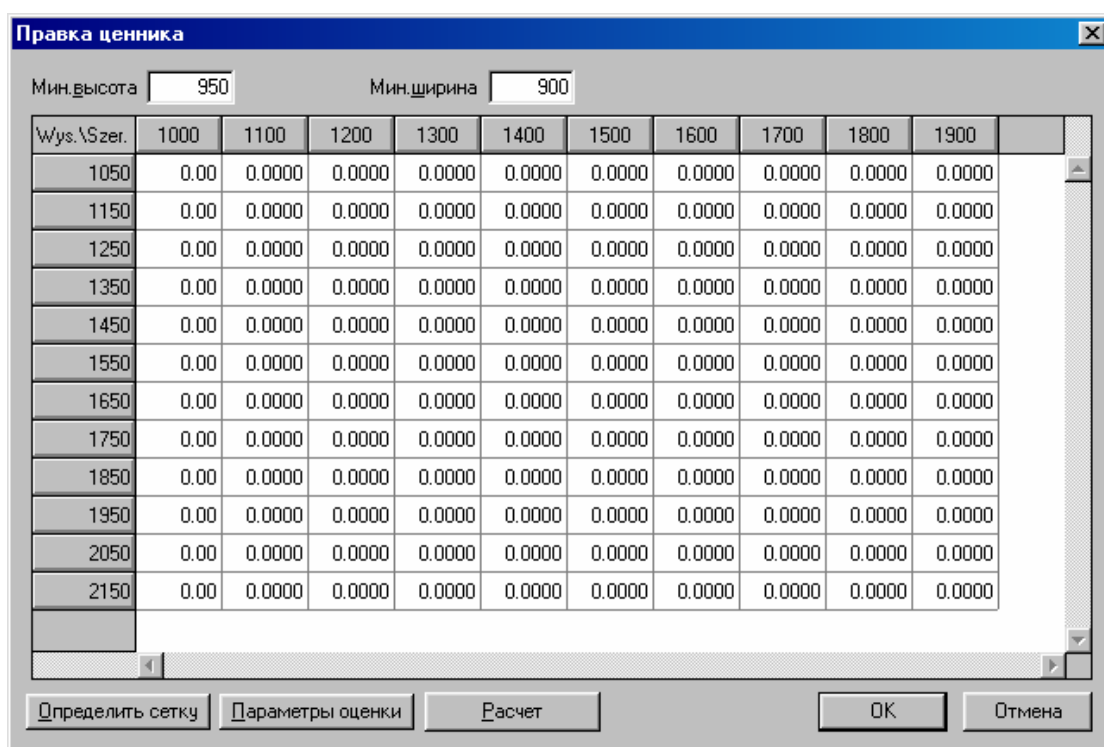 Правка ценника
Мин.высота 950 Мин.ширина 900
Wys.\Szer. 1000 1100 1200 1300 1400 1500 1600 1700 1800 1900
1050 0.00 0.0000 0.0000 0.0000 0.0000 0.0000 0.0000 0.0000 0.0000 0.0000
1150 0.00 0.0000 0.0000 0.0000 0.0000 0.0000 0.0000 0.0000 0.0000 0.0000
1250 0.00 0.0000 0.0000 0.0000 0.0000 0.0000 0.0000 0.0000 0.0000 0.0000
1350 0.00 0.0000 0.0000 0.0000 0.0000 0.0000 0.0000 0.0000 0.0000 0.0000
1450 0.00 0.0000 0.0000 0.0000 0.0000 0.0000 0.0000 0.0000 0.0000 0.0000
1550 0.00 0.0000 0.0000 0.0000 0.0000 0.0000 0.0000 0.0000 0.0000 0.0000
1650 0.00 0.0000 0.0000 0.0000 0.0000 0.0000 0.0000 0.0000 0.0000 0.0000
1750 0.00 0.0000 0.0000 0.0000 0.0000 0.0000 0.0000 0.0000 0.0000 0.0000
1850 0.00 0.0000 0.0000 0.0000 0.0000 0.0000 0.0000 0.0000 0.0000 0.0000
1950 0.00 0.0000 0.0000 0.0000 0.0000 0.0000 0.0000 0.0000 0.0000 0.0000
2050 0.00 0.0000 0.0000 0.0000 0.0000 0.0000 0.0000 0.0000 0.0000 0.0000
2150 0.00 0.0000 0.0000 0.0000 0.0000 0.0000 0.0000 0.0000 0.0000 0.0000
Определить сетку Параметры оценки Расчет OK Отмена